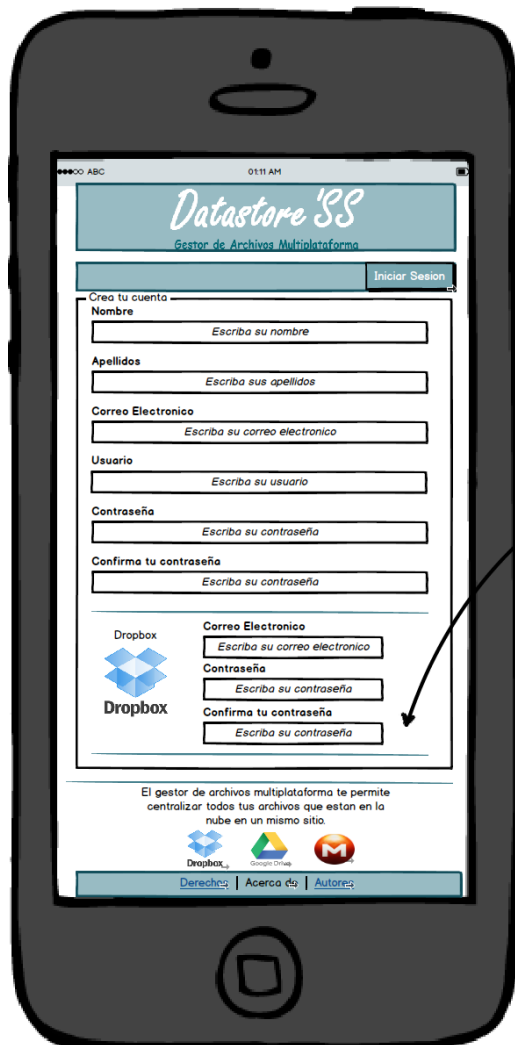 ABC
01:11 AM
Datastore 'SS
Gestor de Archivos Multiplataforma
Iniciar Sesion
Crea tu cuenta
Nombre
Escriba su nombre
Apellidos
Escriba sus apellidos
Correo Electronico
Escriba su correo electronico
Usuario
Escriba su usuario
Contraseña
Escriba su contraseña
Confirma tu contraseña
Escriba su contraseña
Dropbox
Dropbox
Correo Electronico
Escriba su correo electronico
Contraseña
Escriba su contraseña
Confirma tu contraseña
Escriba su contraseña
El gestor de archivos multiplataforma te permite
centralizar todos tus archivos que estan en la
nube en un mismo sitio.
Dropbox
Google Drive
M
Derechos | Acerca de | Autores